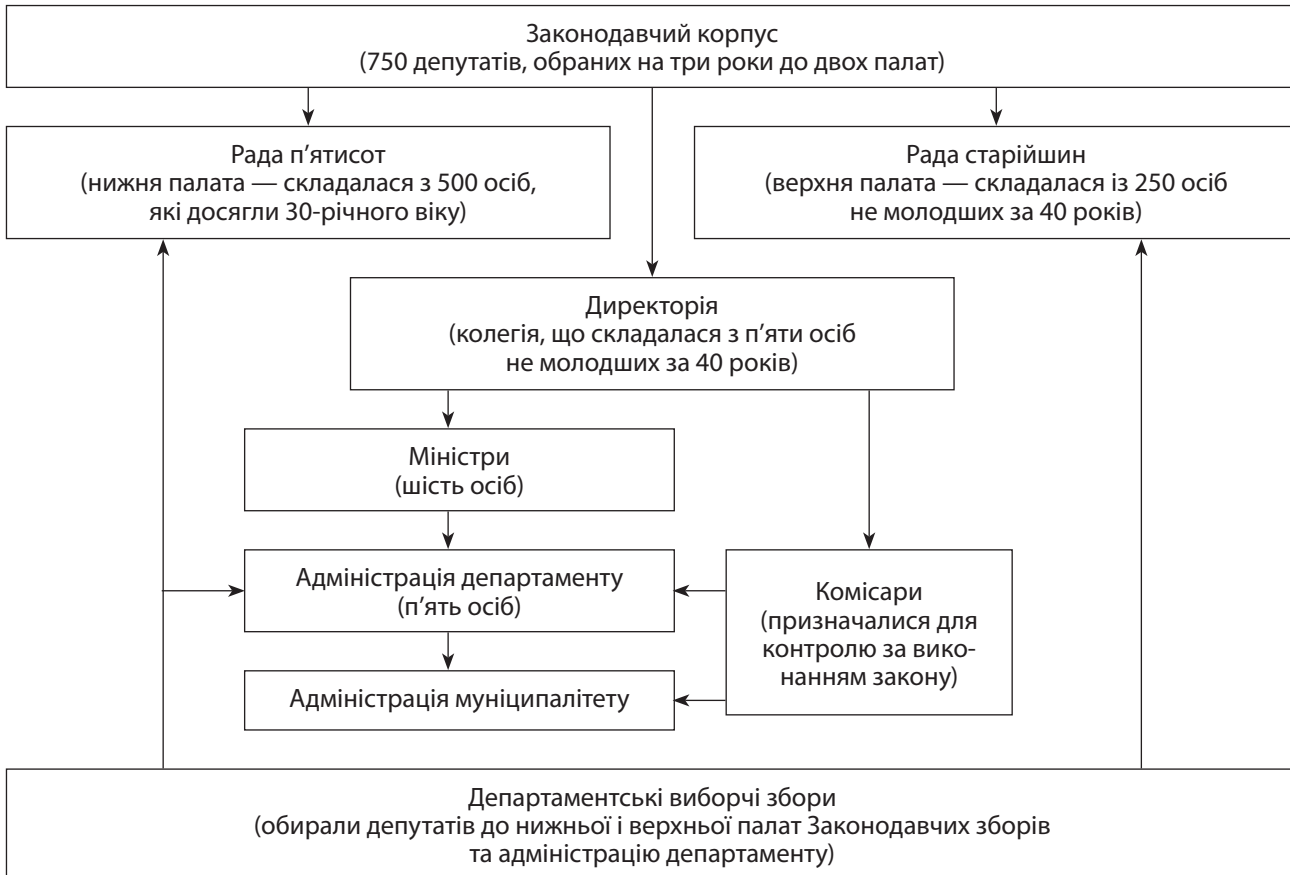 Законодавчий корпус
(750 депутатів, обраних на три роки до двох палат)
Рада п’ятисот
(нижня палата — складалася з 500 осіб,
які досягли 30-річного віку)
Рада старійшин
(верхня палата — складалася із 250 осіб
не молодших за 40 років)
Директорія
(колегія, що складалася з п’яти осіб
не молодших за 40 років)
Міністри
(шість осіб)
Адміністрація департаменту
(п’ять осіб)
Комісари
(призначалися для
контролю за вико-
нанням закону)
Адміністрація муніципалітету
Департаментські виборчі збори
(обирали депутатів до нижньої і верхньої палат Законодавчих зборів
та адміністрацію департаменту)